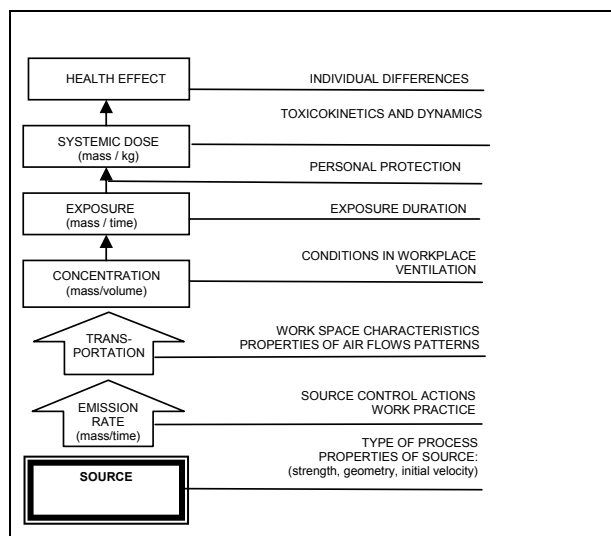 HEALTH EFFECT
INDIVIDUAL DIFFERENCES
TOXICOKINETICS AND DYNAMICS
SYSTEMIC DOSE
(mass / kg)
PERSONAL PROTECTION
EXPOSURE
(mass / time)
EXPOSURE DURATION
CONCENTRATION
(mass/volume)
CONDITIONS IN WORKPLACE
VENTILATION
TRANS-
PORTATION
WORK SPACE CHARACTERISTICS
PROPERTIES OF AIR FLOWS PATTERNS
EMISSION
RATE
(mass/time)
SOURCE CONTROL ACTIONS
WORK PRACTICE
SOURCE
TYPE OF PROCESS
PROPERTIES OF SOURCE:
(strength, geometry, initial velocity)